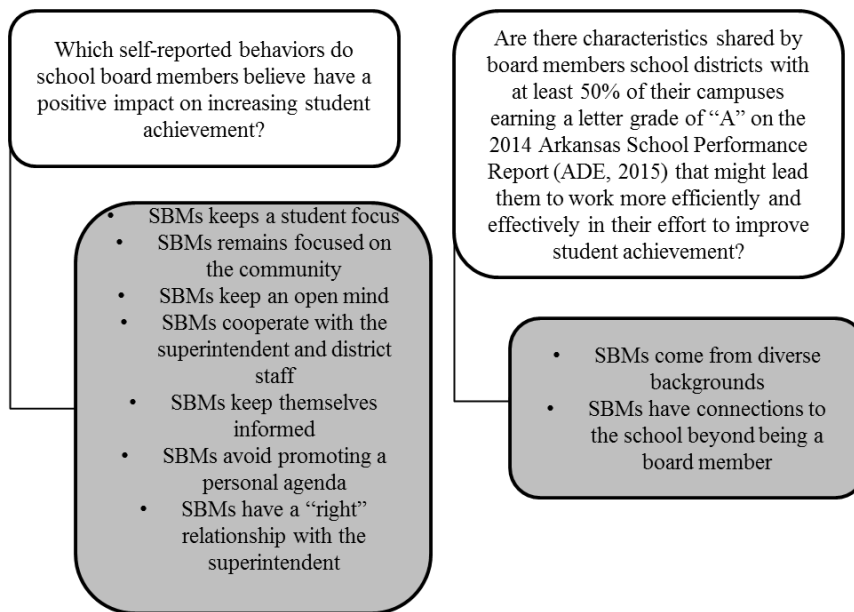 Which self-reported behaviors do
school board members believe have a
positive impact on increasing student
achievement?
• SBMs keeps a student focus
• SBMs remains focused on
the community
• SBMs keep an open mind
• SBMs cooperate with the
superintendent and district
staff
• SBMs keep themselves
informed
• SBMs avoid promoting a
personal agenda
• SBMs have a “right”
relationship with the
superintendent
Are there characteristics shared by
board members school districts with
at least 50% of their campuses
earning a letter grade of “A” on the
2014 Arkansas School Performance
Report (ADE, 2015) that might lead
them to work more efficiently and
effectively in their effort to improve
student achievement?
• SBMs come from diverse
backgrounds
• SBMs have connections to
the school beyond being a
board member